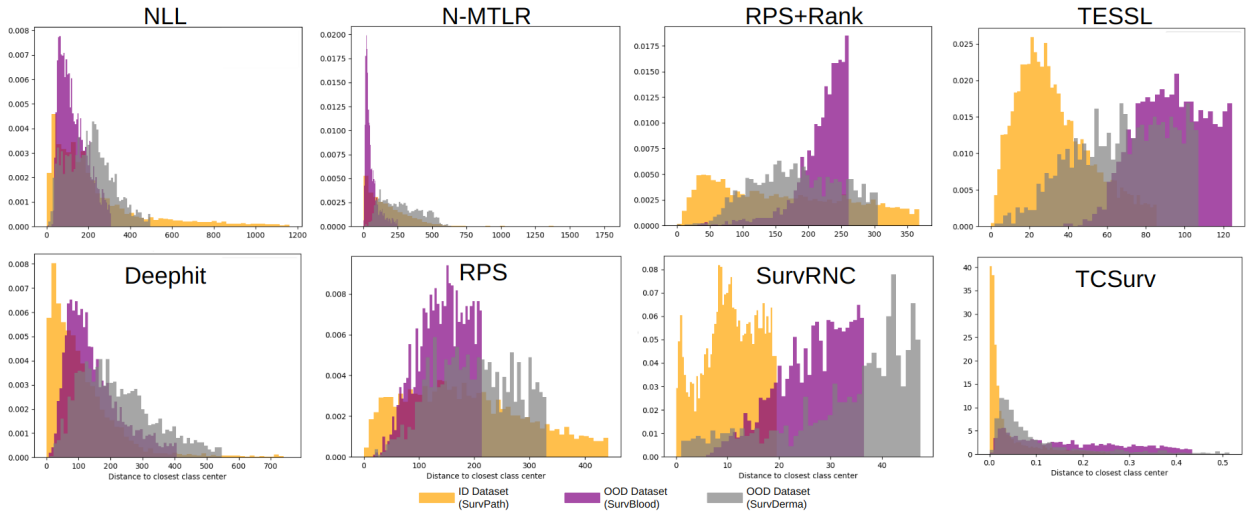 NLL
N-MTLR
RPS+Rank
TESSL
0.008
0.007
0.006
0.005
0.004
0.003
0.002
0.001
0.000
0 200 400 600 800 1000 1200
0.0200
0.0175
0.0150
0.0125
0.0100
0.0075
0.0050
0.0025
0.0000
0 250 500 750 1000 1250 1500 1750
0.0175
0.0150
0.0125
0.0100
0.0075
0.0050
0.0025
0.0000
0 50 100 150 200 250 300 350
0.025
0.020
0.015
0.010
0.005
0.000
0 20 40 60 80 100 120
Deephit
RPS
SurvRNC
TCSurv
0.008
0.007
0.006
0.005
0.004
0.003
0.002
0.001
0.000
0 100 200 300 400 500 600 700
Distance to closest class center
0.008
0.006
0.004
0.002
0.000
0 100 200 300 400
Distance to closest class center
0.08
0.07
0.06
0.05
0.04
0.03
0.02
0.01
0.00
0 10 20 30 40
Distance to closest class center
40
35
30
25
20
15
10
5
0
0.0 0.1 0.2 0.3 0.4 0.5
Distance to closest class center
ID Dataset
(SurvPath)
OOD Dataset
(SurvBlood)
OOD Dataset
(SurvDerma)